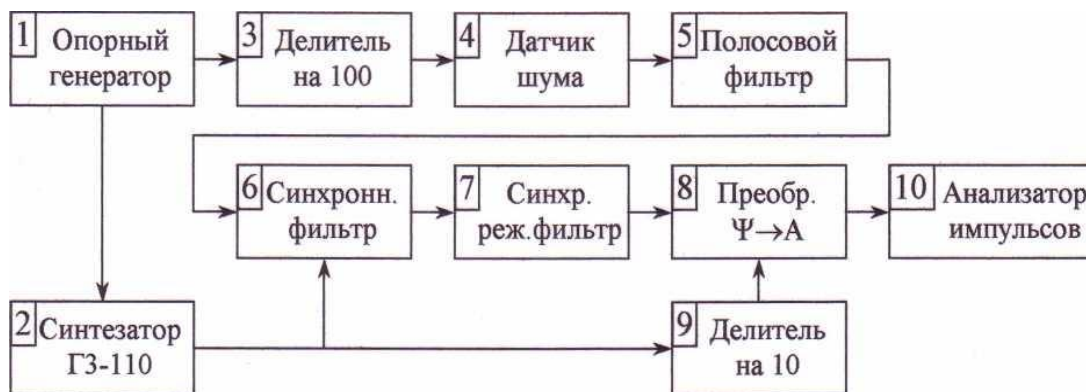 1 Опорный
генератор
3 Делитель
на 100
4 Датчик
шума
5 Полосовой
фильтр
6 Синхронн.
фильтр
7 Синхр.
реж.фильтр
8 Преобр.
Ψ→A
10 Анализатор
импульсов
2 Синтезатор
Г3-110
9 Делитель
на 10